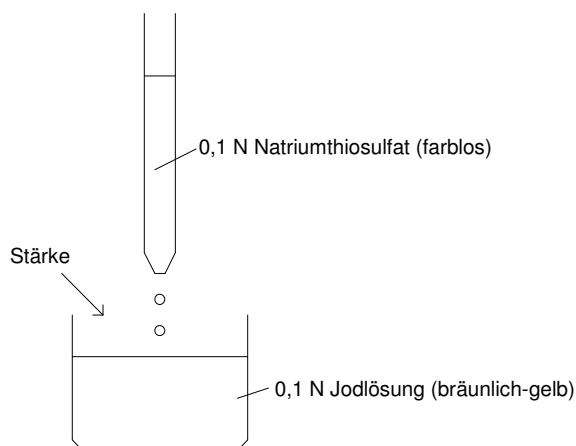 0,1 N Natriumthiosulfat (farblos)
Stärke
0,1 N Jodlösung (bräunlich-gelb)